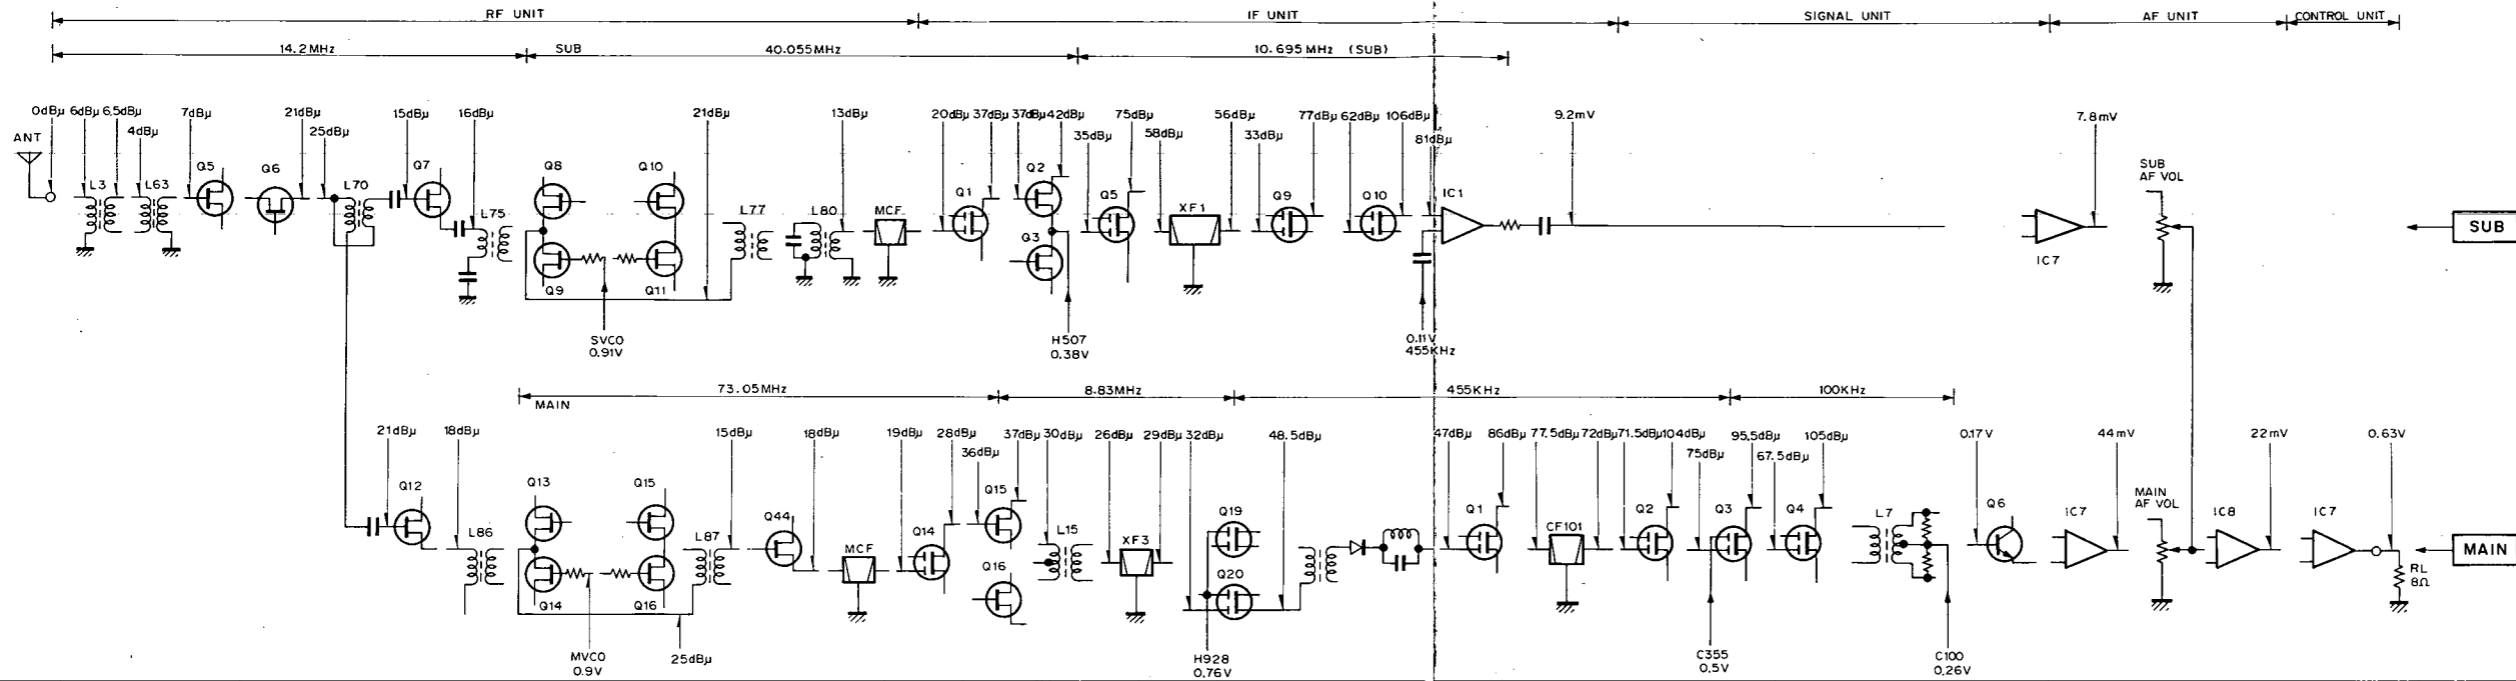 RF UNIT
IF UNIT
SIGNAL UNIT
AF UNIT
CONTROL UNIT
14.2MHz
SUB
40.055MHz
10.695MHz (SUB)
0dBμ
6dBμ
6.5dBμ
4dBμ
7dBμ
21dBμ
25dBμ
15dBμ
16dBμ
21dBμ
13dBμ
20dBμ
37dBμ
37dBμ
42dBμ
35dBμ
75dBμ
58dBμ
56dBμ
33dBμ
77dBμ
62dBμ
106dBμ
81dBμ
9.2mV
7.8mV
ANT
L3
L63
Q5
Q6
L70
Q7
L75
Q8
Q10
Q9
Q11
L77
L80
MCF
Q1
Q2
Q3
Q5
XF1
Q9
Q10
IC1
IC7
SUB
AF VOL
SUB
SVCO
0.91V
H507
0.38V
0.11V
455KHz
73.05MHz
MAIN
8.83MHz
455KHz
100KHz
21dBμ
18dBμ
15dBμ
18dBμ
19dBμ
28dBμ
36dBμ
37dBμ
30dBμ
26dBμ
29dBμ
32dBμ
48.5dBμ
47dBμ
86dBμ
77.5dBμ
72dBμ
71.5dBμ
104dBμ
75dBμ
95.5dBμ
67.5dBμ
105dBμ
0.17V
44mV
22mV
0.63V
Q12
L86
Q13
Q15
Q14
Q16
L87
Q44
MCF
Q14
Q15
Q16
L15
XF3
Q19
Q20
Q1
CF101
Q2
Q3
Q4
L7
Q6
IC7
MAIN
AF VOL
IC8
IC7
RL
8Ω
MAIN
MVCO
0.9V
25dBμ
H928
0.76V
C355
0.5V
C100
0.26V